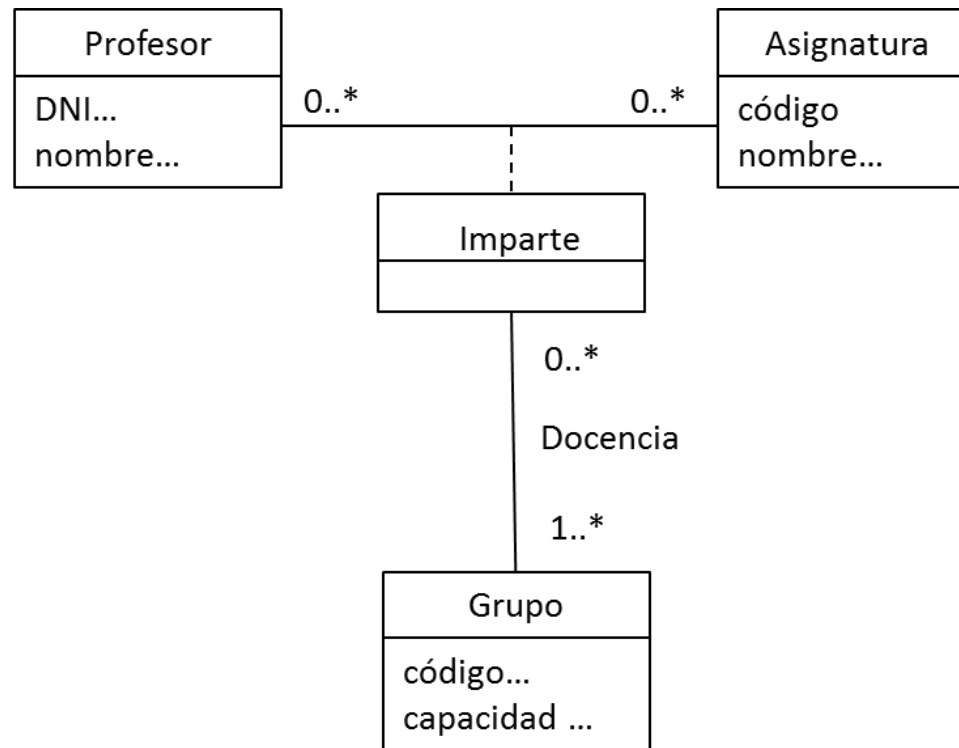 Profesor
DNI...
nombre...
0..*
0..*
Asignatura
código
nombre...
Imparte
0..*
Docencia
1..*
Grupo
código...
capacidad ...